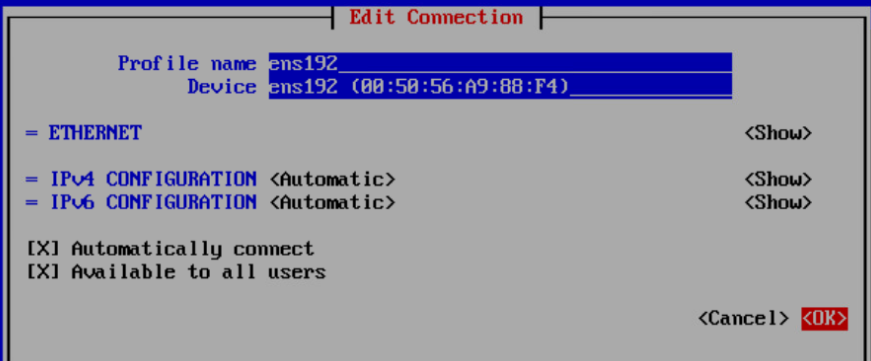 Edit Connection
Profile name ens192
Device ens192 (00:50:56:A9:88:F4)
= ETHERNET <Show>
= IPv4 CONFIGURATION <Automatic> <Show>
= IPv6 CONFIGURATION <Automatic> <Show>
[X] Automatically connect
[X] Available to all users
<Cancel> <OK>